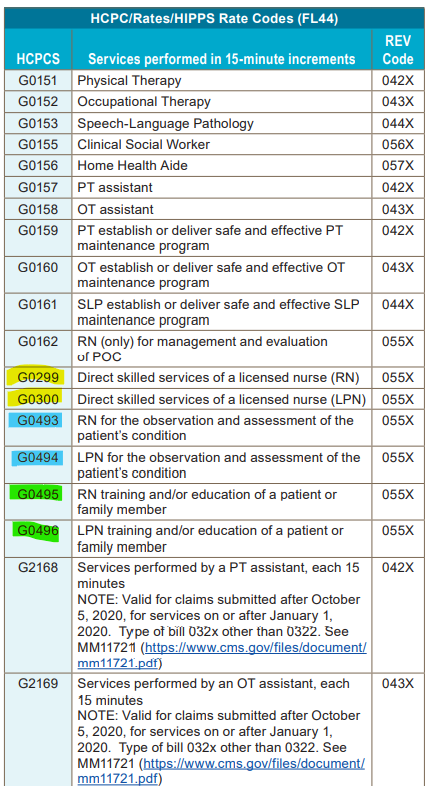 HCPC/Rates/HIPPS Rate Codes (FL44)
HCPCS Services performed in 15-minute increments REV Code
G0151 Physical Therapy 042X
G0152 Occupational Therapy 043X
G0153 Speech-Language Pathology 044X
G0155 Clinical Social Worker 056X
G0156 Home Health Aide 057X
G0157 PT assistant 042X
G0158 OT assistant 043X
G0159 PT establish or deliver safe and effective PT 042X
maintenance program
G0160 OT establish or deliver safe and effective OT 043X
maintenance program
G0161 SLP establish or deliver safe and effective SLP 044X
maintenance program
G0162 RN (only) for management and evaluation 055X
of POC
G0299 Direct skilled services of a licensed nurse (RN) 055X
G0300 Direct skilled services of a licensed nurse (LPN) 055X
G0493 RN for the observation and assessment of the 055X
patient's condition
G0494 LPN for the observation and assessment of the 055X
patient's condition
G0495 RN training and/or education of a patient or 055X
family member
G0496 LPN training and/or education of a patient or 055X
family member
G2168 Services performed by a PT assistant, each 15 042X
minutes
NOTE: Valid for claims submitted after October
5, 2020, for services on or after January 1,
2020. Type of bill 032x other than 0322. See
MM11721 (https://www.cms.gov/files/document/
mm11721.pdf)
G2169 Services performed by an OT assistant, each 043X
15 minutes
NOTE: Valid for claims submitted after October
5, 2020, for services on or after January 1,
2020. Type of bill 032x other than 0322. See
MM11721 (https://www.cms.gov/files/document/
mm11721.pdf)